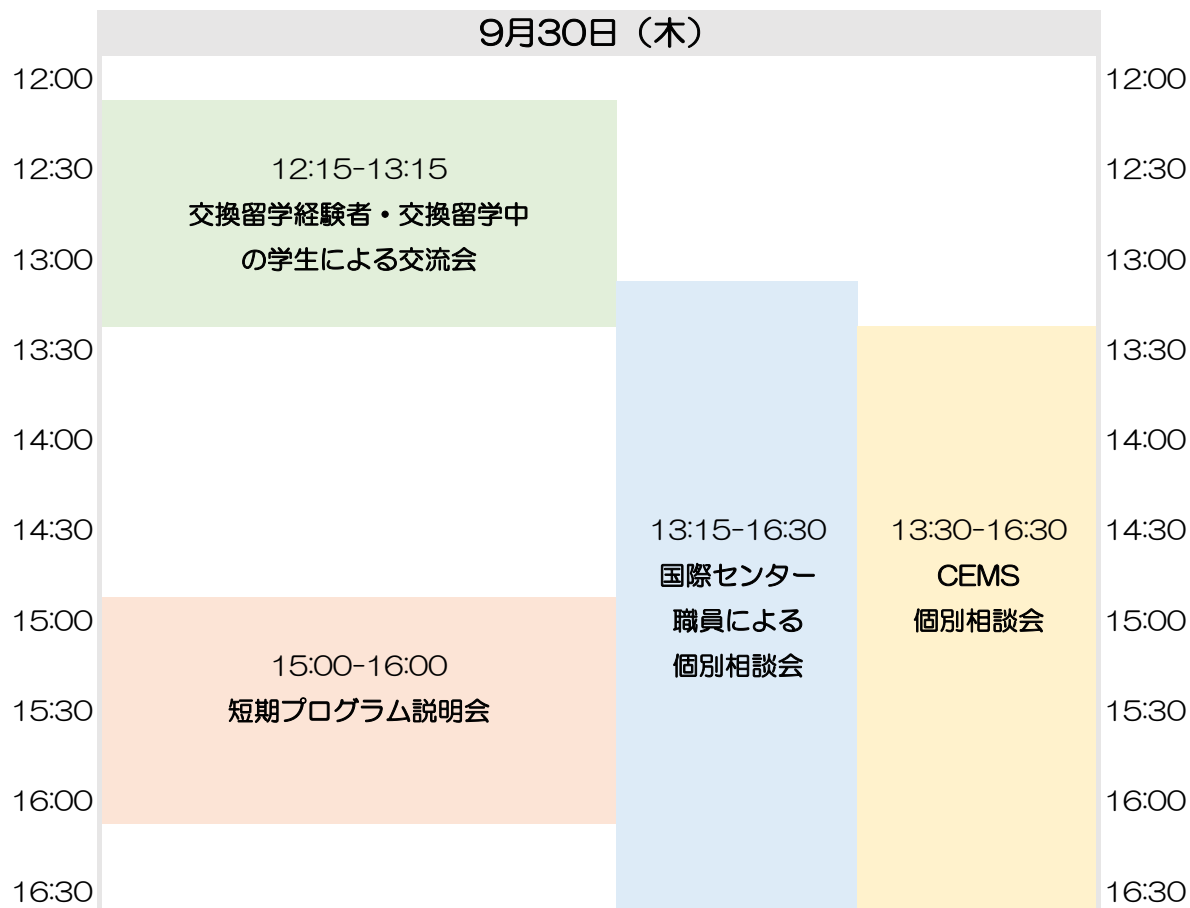 9月30日（木）
12:00
12:30
13:00
13:30
14:00
14:30
15:00
15:30
16:00
16:30
12:15-13:15
交換留学経験者・交換留学中
の学生による交流会
15:00-16:00
短期プログラム説明会
13:15-16:30
国際センター
職員による
個別相談会
13:30-16:30
CEMS
個別相談会
12:00
12:30
13:00
13:30
14:00
14:30
15:00
15:30
16:00
16:30